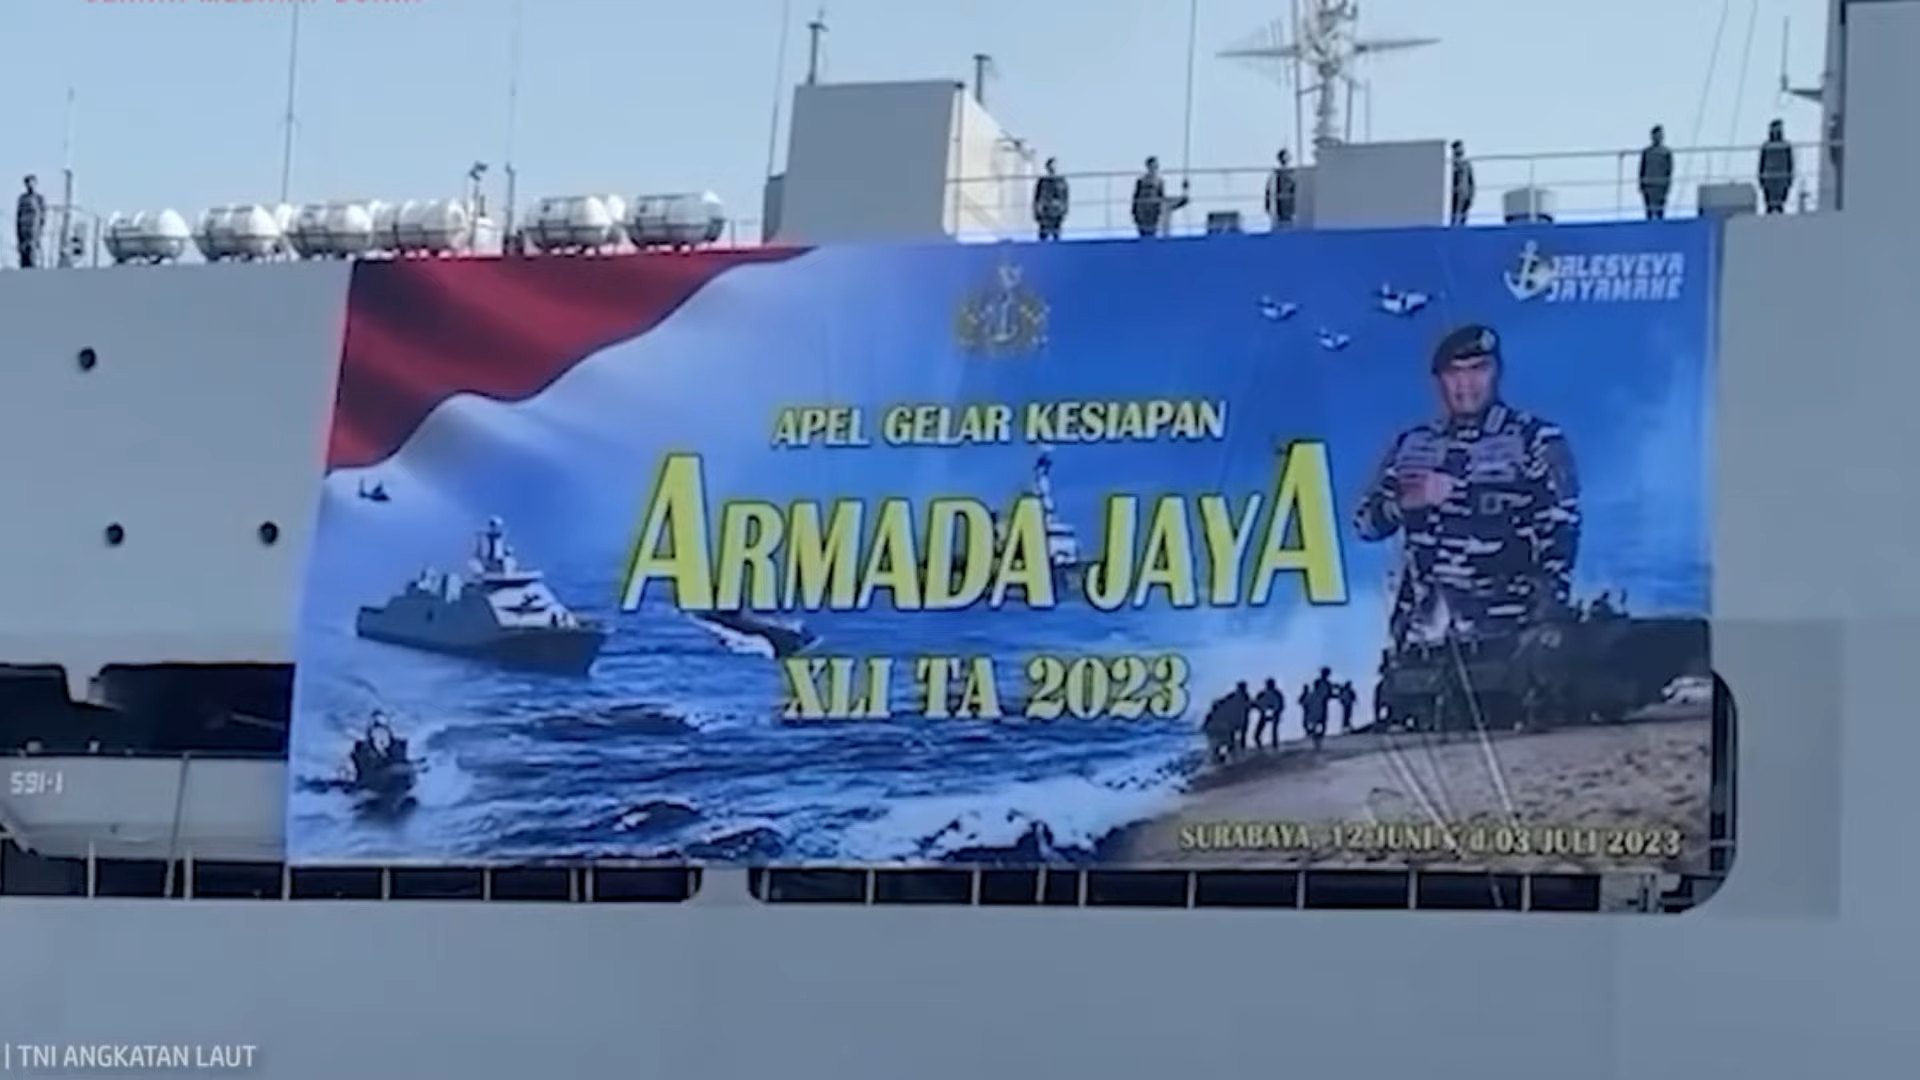 JALESVEVA
JAYAMAHE
APEL GELAR KESIAPAN
ARMADA JAYA
XLI TA 2023
591-1
SURABAYA, 12 JUNI s.d 03 JULI 2023
| TNI ANGKATAN LAUT